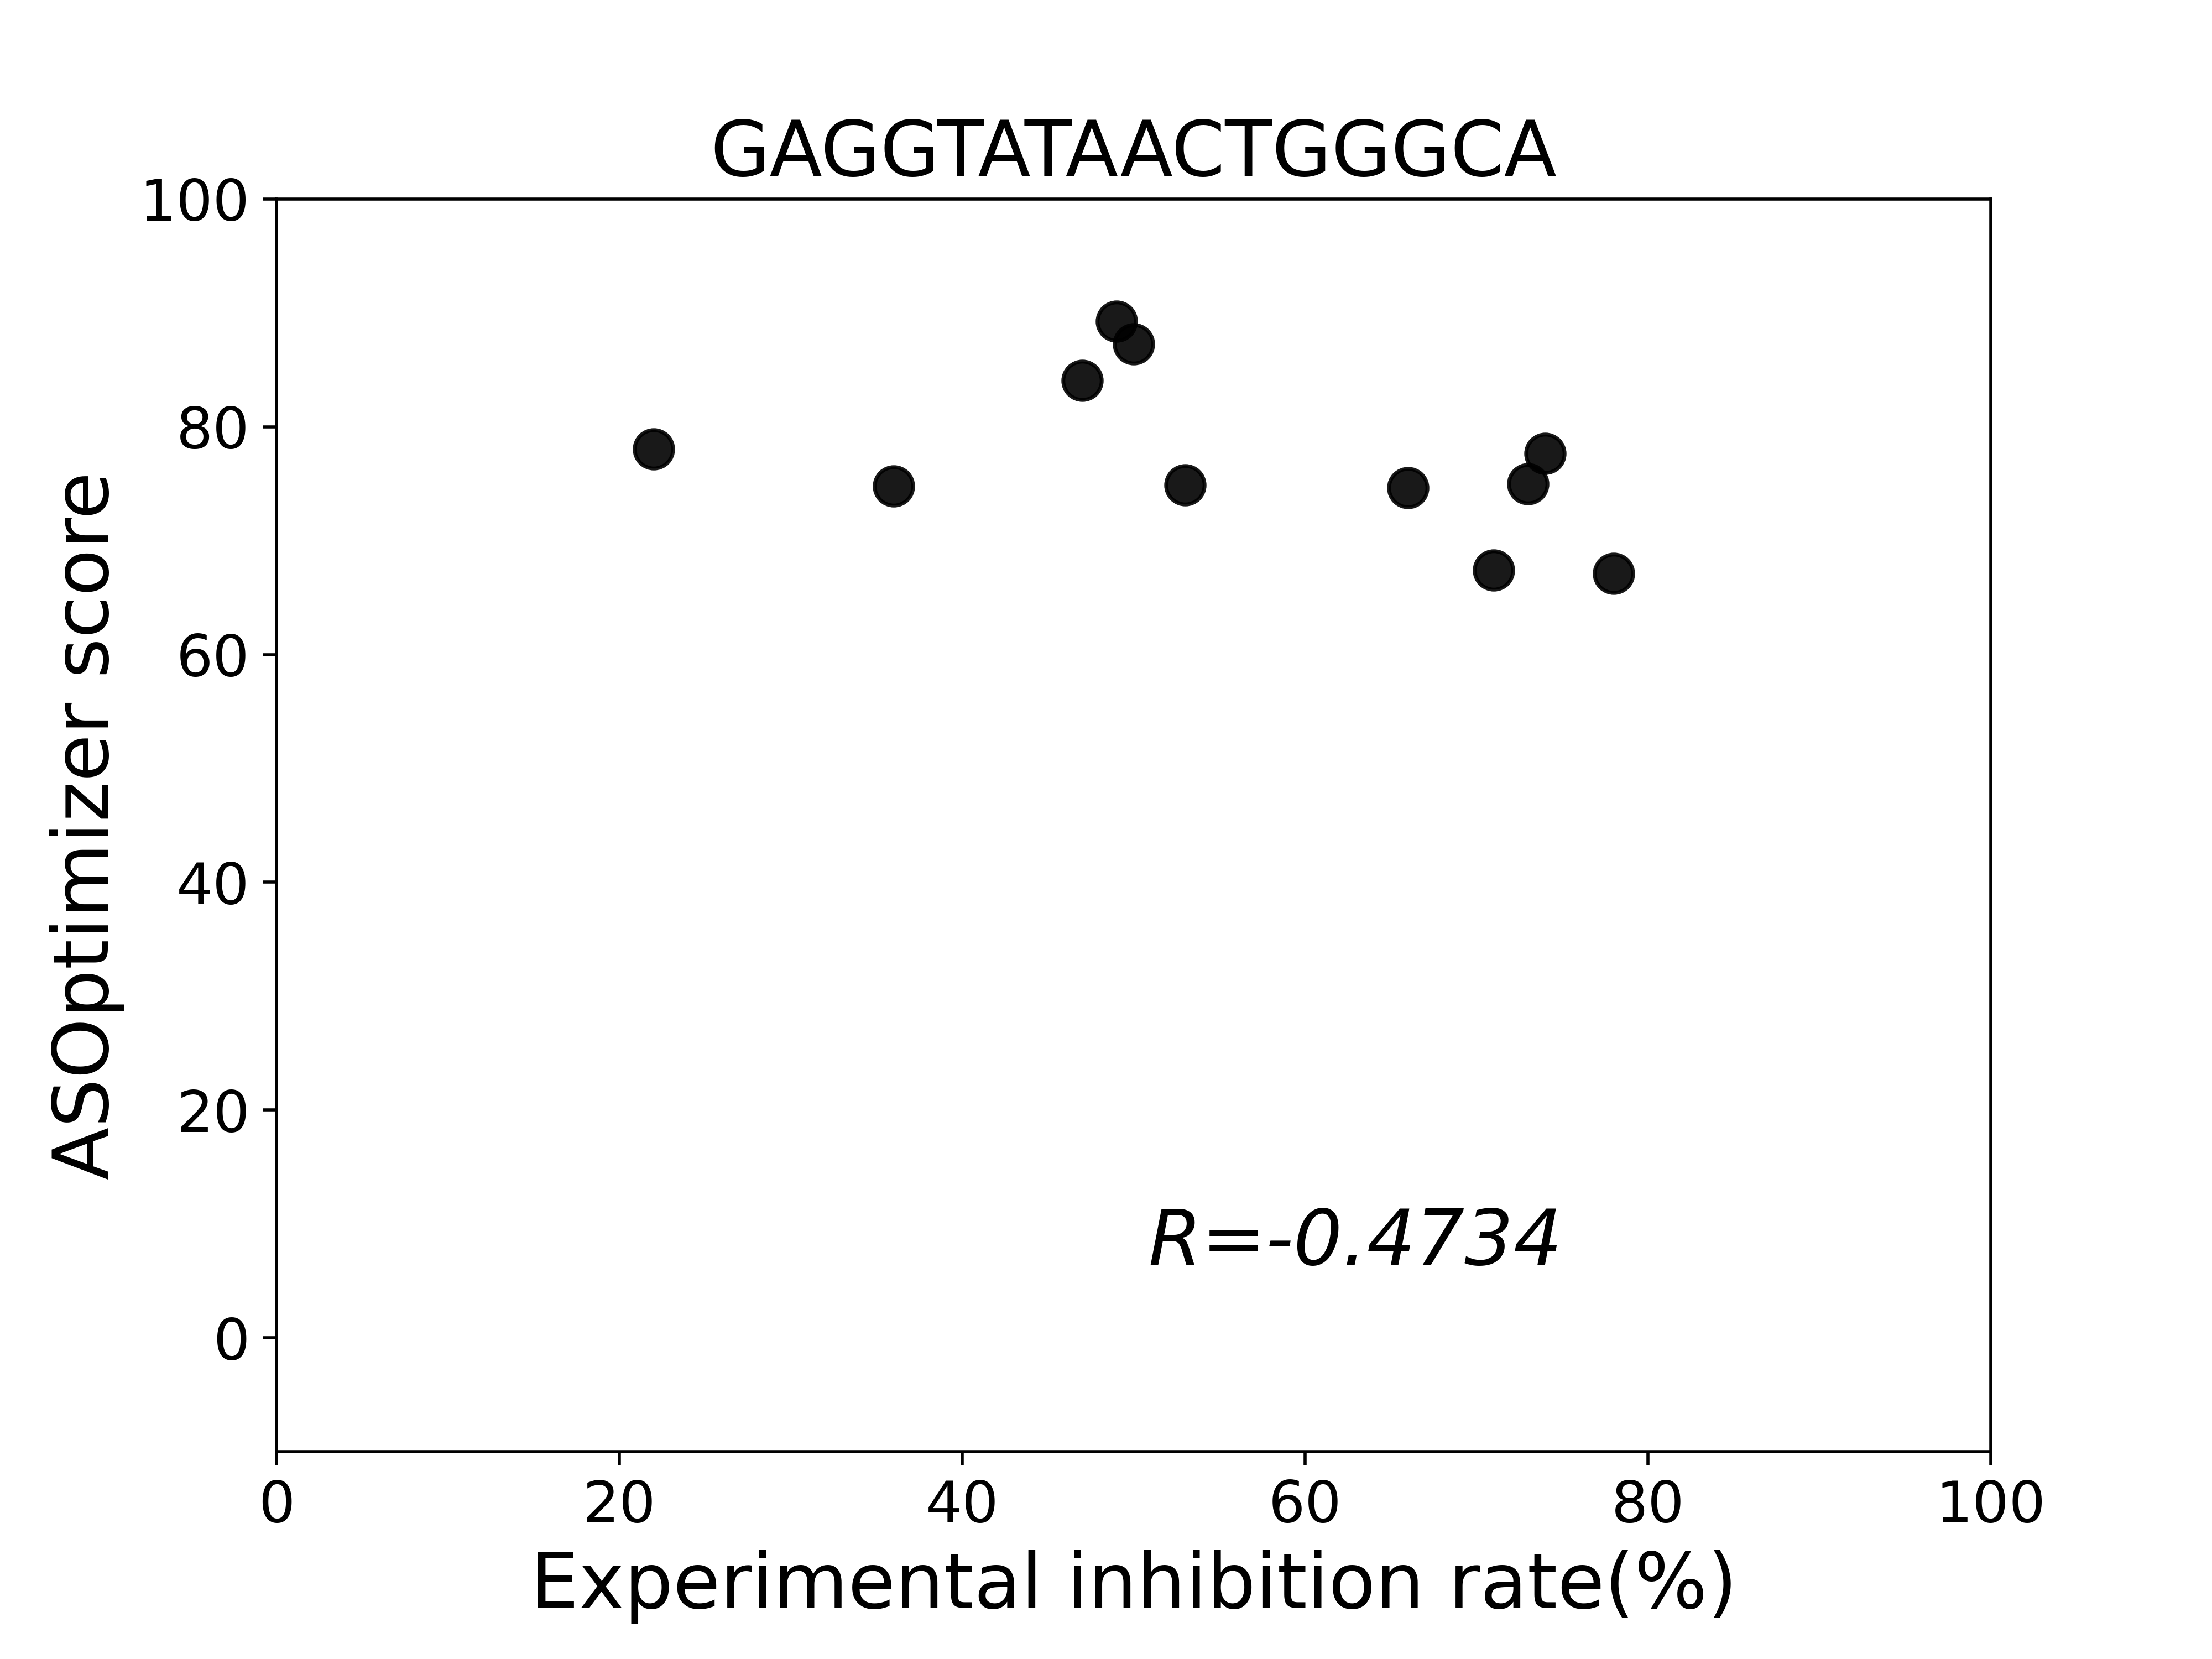 GAGGTATAACTGGGCA
100
80
60
40
20
0
ASOptimizer score
R=-0.4734
0 20 40 60 80 100
Experimental inhibition rate(%)